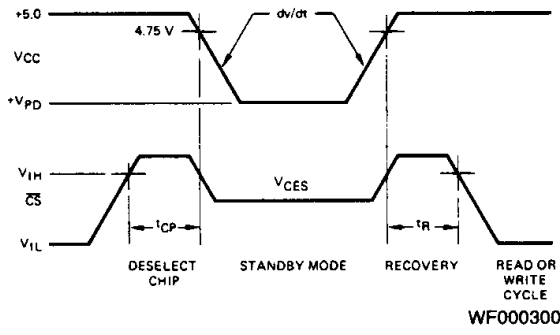 +5.0
dv/dt
4.75 V
VCC
+VPD
VIH
CS
VCES
tCP
tR
VIL
DESELECT
CHIP
STANDBY MODE
RECOVERY
READ OR
WRITE
CYCLE
WF000300